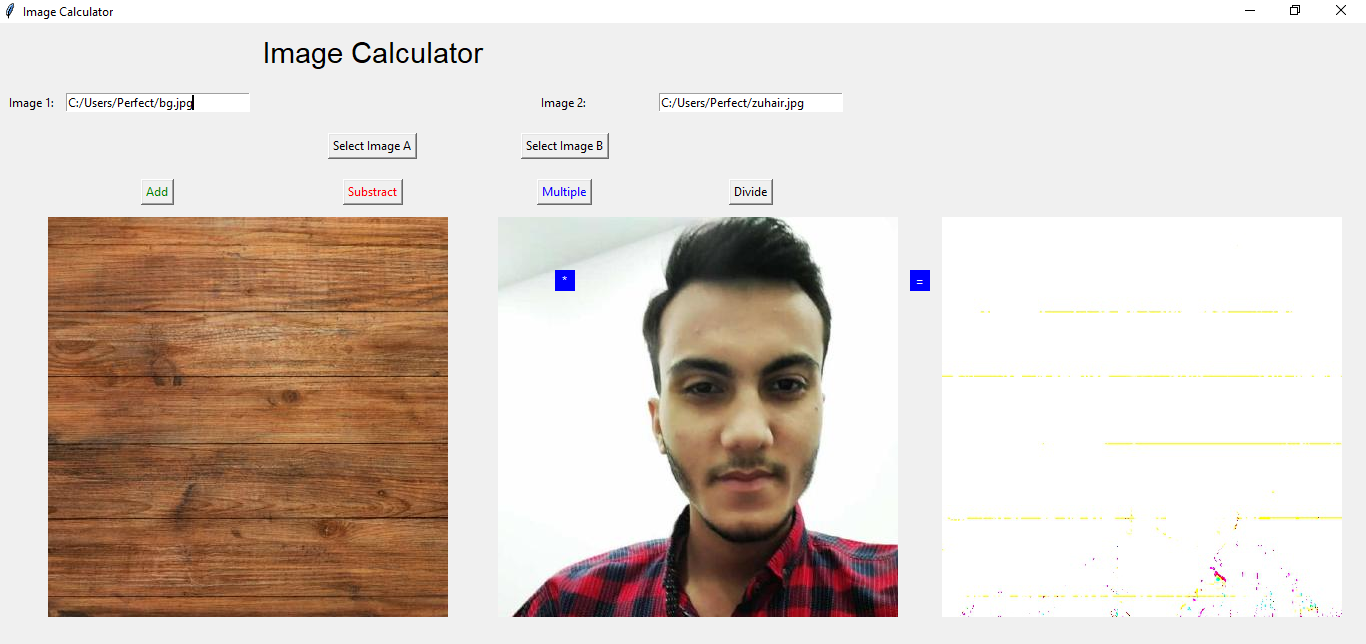 Image Calculator
Image Calculator
Image 1: C:/Users/Perfect/bg.jpg Image 2: C:/Users/Perfect/zuhair.jpg
Select Image A Select Image B
Add Substract Multiple Divide
* =